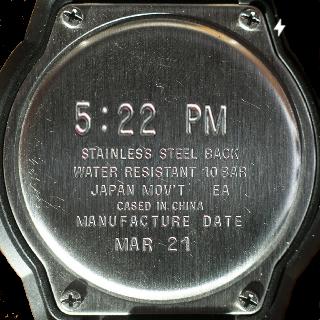 5:22 PM
STAINLESS STEEL BACK
WATER RESISTANT 10 BAR
JAPAN MOV'T EA
CASED IN CHINA
MANUFACTURE DATE
MAR 21